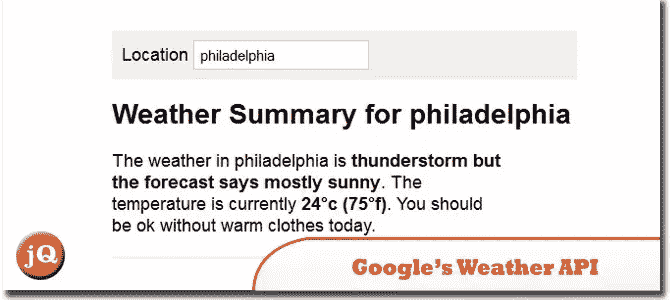 Location philadelphia
Weather Summary for philadelphia
The weather in philadelphia is thunderstorm but
the forecast says mostly sunny. The
temperature is currently 24°c (75°f). You should
be ok without warm clothes today.
jQ
Google's Weather API